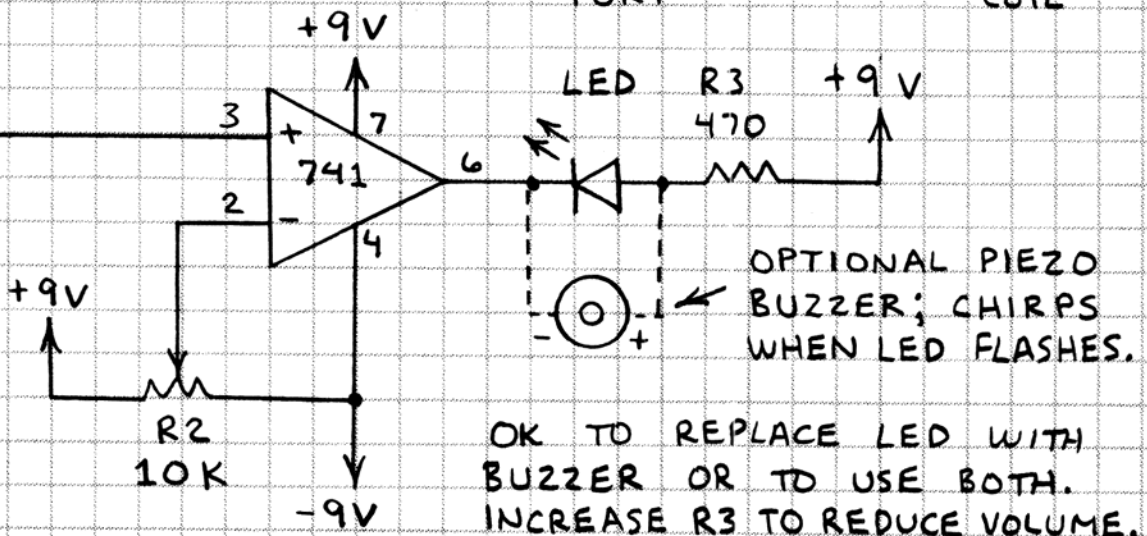 +9V
LED
R3
470
+9 V
3
+
7
741
6
2
-
4
+9V
R2
10K
-9V
OPTIONAL PIEZO
BUZZER; CHIRPS
WHEN LED FLASHES.
-
+
OK TO REPLACE LED WITH
BUZZER OR TO USE BOTH.
INCREASE R3 TO REDUCE VOLUME.